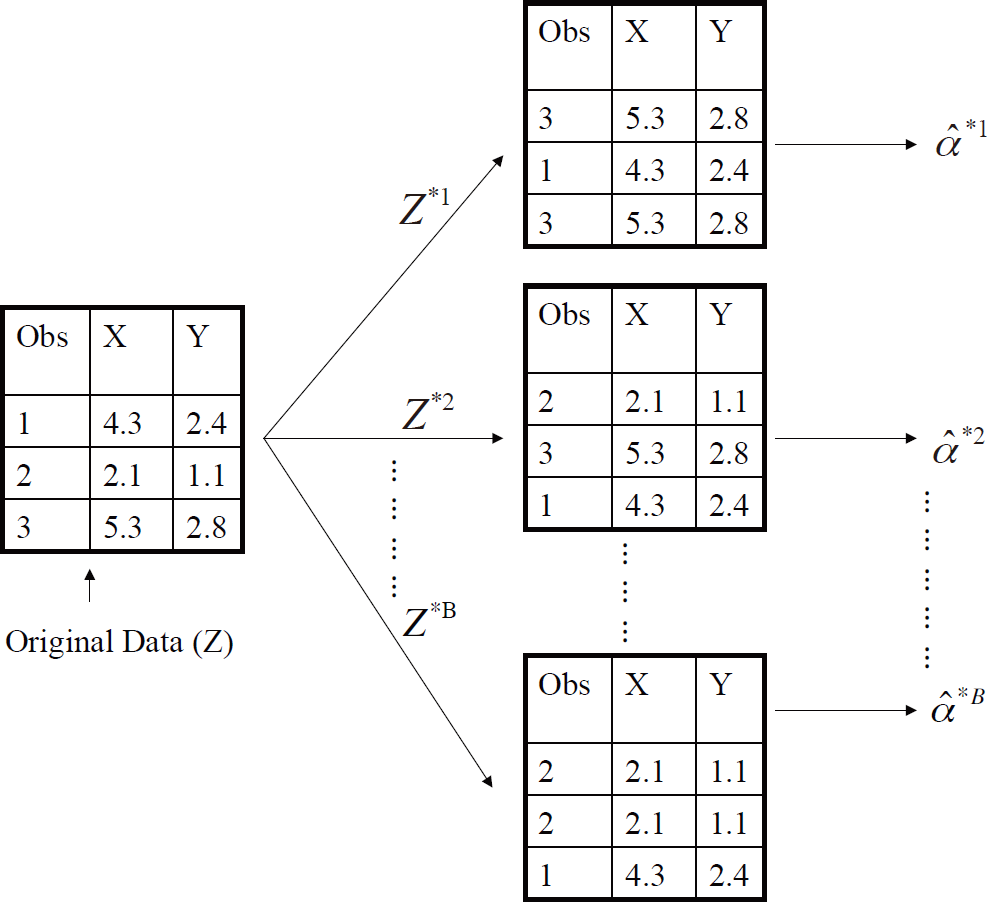 Obs X Y
3 5.3 2.8
1 4.3 2.4
3 5.3 2.8
α̂*1
Z*1
Obs X Y
1 4.3 2.4
2 2.1 1.1
3 5.3 2.8
Original Data (Z)
Z*2
Obs X Y
2 2.1 1.1
3 5.3 2.8
1 4.3 2.4
α̂*2
Z*B
Obs X Y
2 2.1 1.1
2 2.1 1.1
1 4.3 2.4
α̂*B